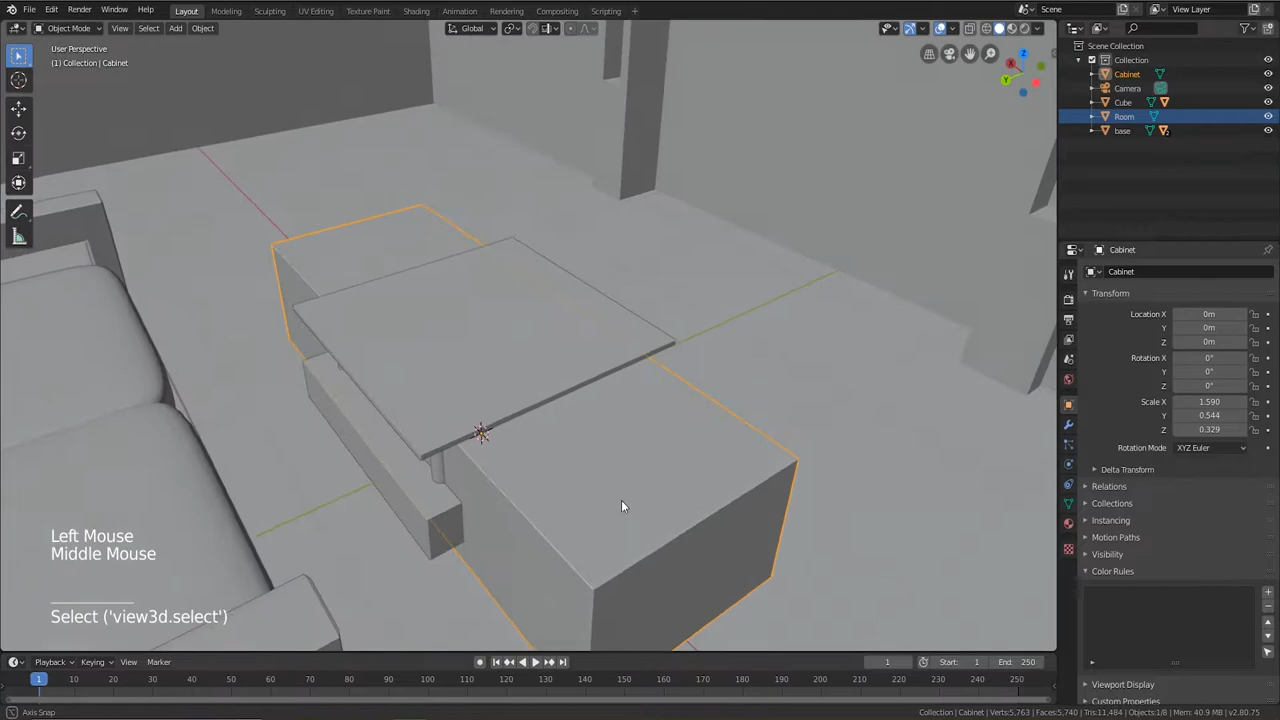 File Edit Render Window Help Layout Modeling Sculpting UV Editing Texture Paint Shading Animation Rendering Compositing Scripting + Scene View Layer
Object Mode View Select Add Object Global
User Perspective
(1) Collection | Cabinet
Scene Collection
Collection
Cabinet
Camera
Cube
Room
base 2
Cabinet
Cabinet
Transform
Location X 0m
Y 0m
Z 0m
Rotation X 0°
Y 0°
Z 0°
Scale X 1.590
Y 0.544
Z 0.329
Rotation Mode XYZ Euler
Delta Transform
Relations
Collections
Instancing
Motion Paths
Visibility
Color Rules
Viewport Display
Custom Properties
X
Y
Z
Left Mouse
Middle Mouse
Select ('view3d.select')
Playback Keying View Marker 1 Start: 1 End: 250
1 10 20 30 40 50 60 70 80 90 100 110 120 130 140 150 160 170 180 190 200 210 220 230 240 250
Axis Snap Collection | Cabinet | Verts:5,763 | Faces:5,740 | Tris:11,484 | Objects:1/8 | Mem: 40.9 MB | v2.80.75